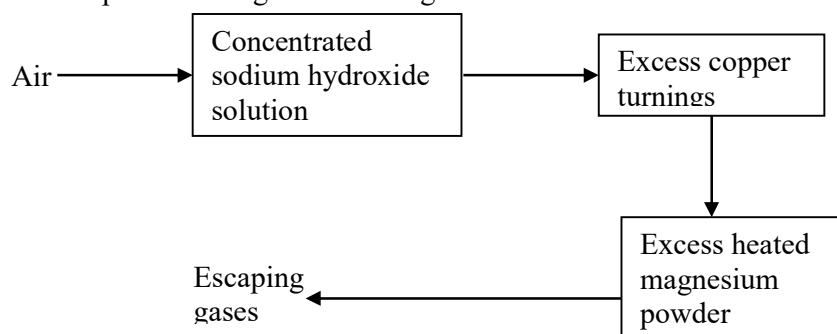 Air
Concentrated
sodium hydroxide
solution
Excess copper
turnings
Excess heated
magnesium
powder
Escaping
gases